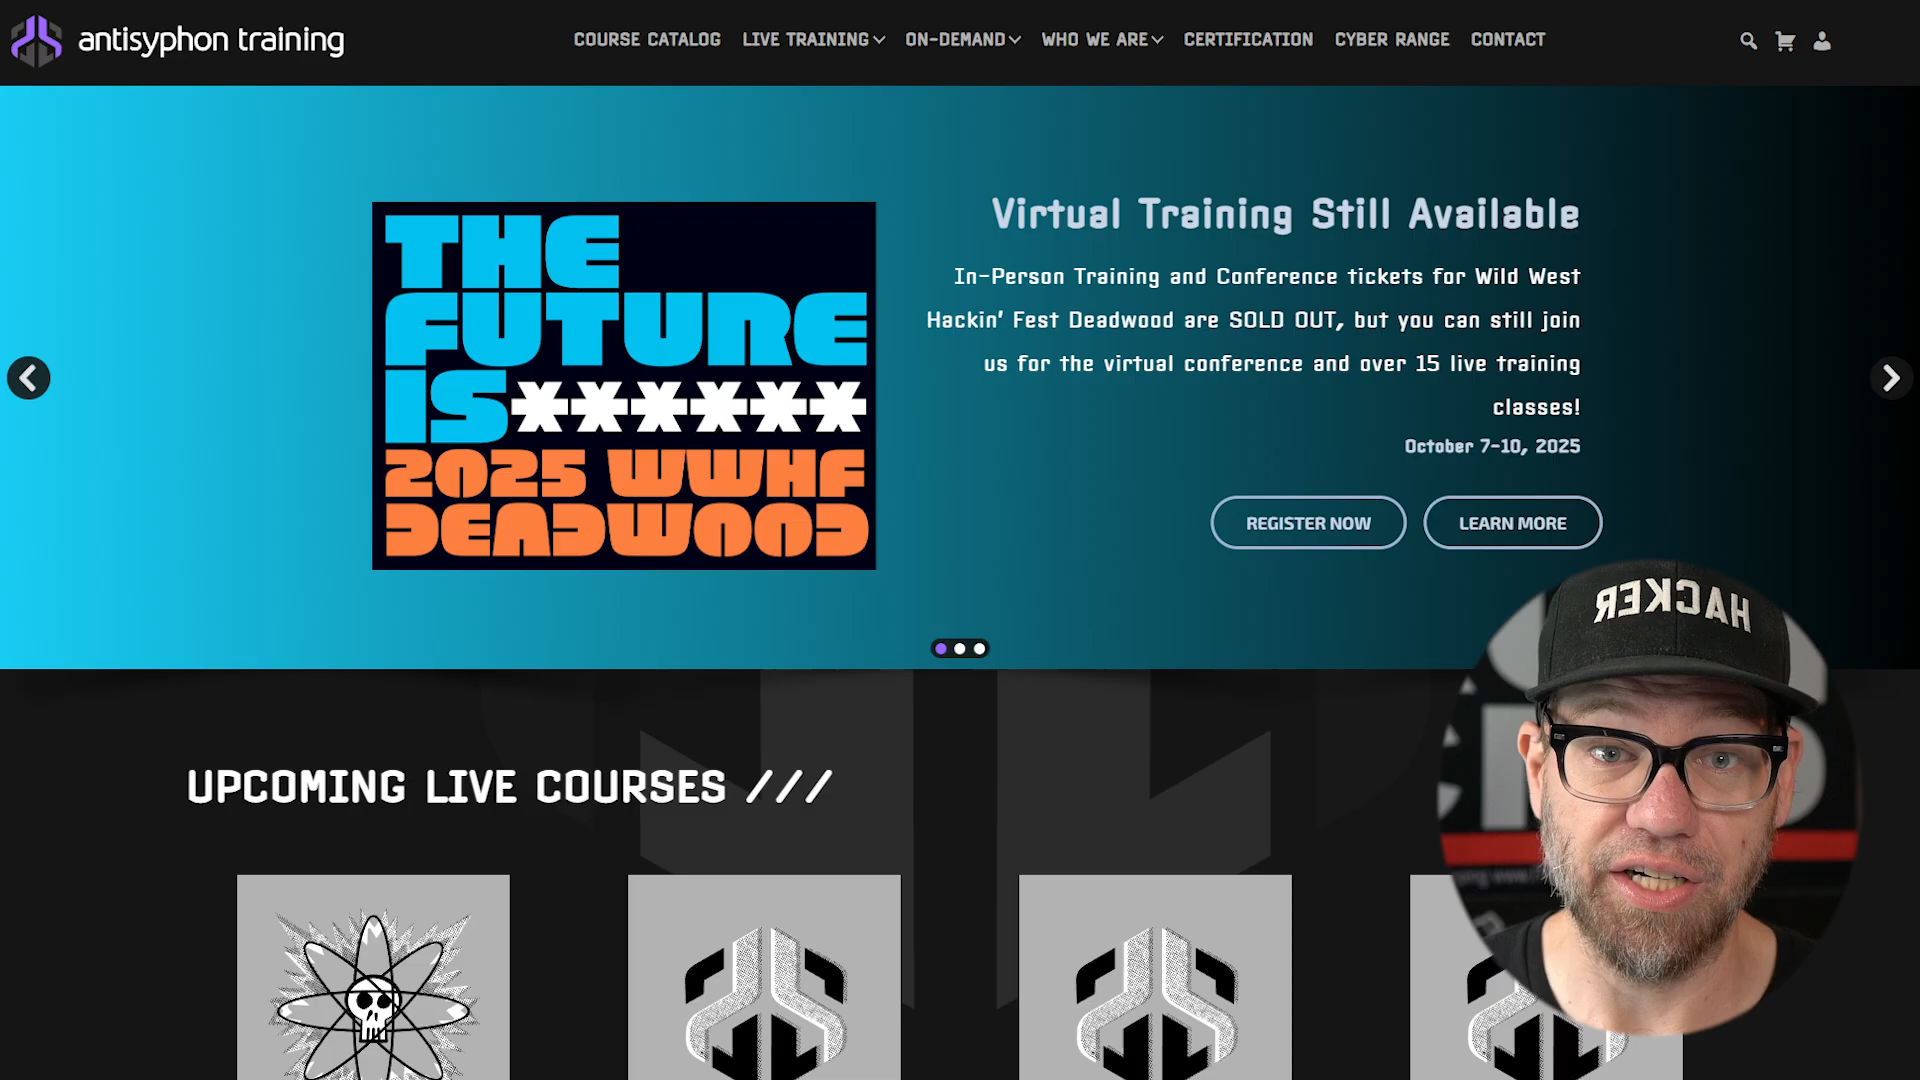 antisyphon training
COURSE CATALOG LIVE TRAINING ON-DEMAND WHO WE ARE CERTIFICATION CYBER RANGE CONTACT
THE
FUTURE
IS******
2025 WWHF
DEADWOOD
Virtual Training Still Available
In-Person Training and Conference tickets for Wild West
Hackin' Fest Deadwood are SOLD OUT, but you can still join
us for the virtual conference and over 15 live training
classes!
October 7-10, 2025
REGISTER NOW LEARN MORE
HACKER
UPCOMING LIVE COURSES ///